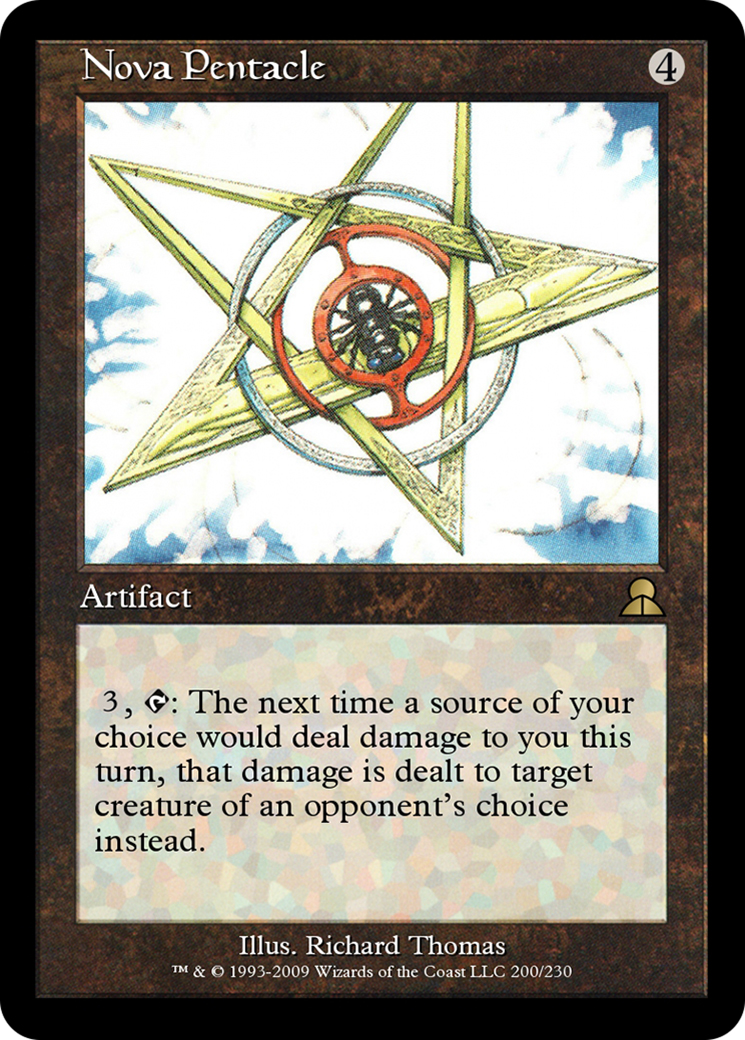 Nova Pentacle
4
Artifact
3, T: The next time a source of your
choice would deal damage to you this
turn, that damage is dealt to target
creature of an opponent's choice
instead.
Illus. Richard Thomas
™ & © 1993-2009 Wizards of the Coast LLC 200/230